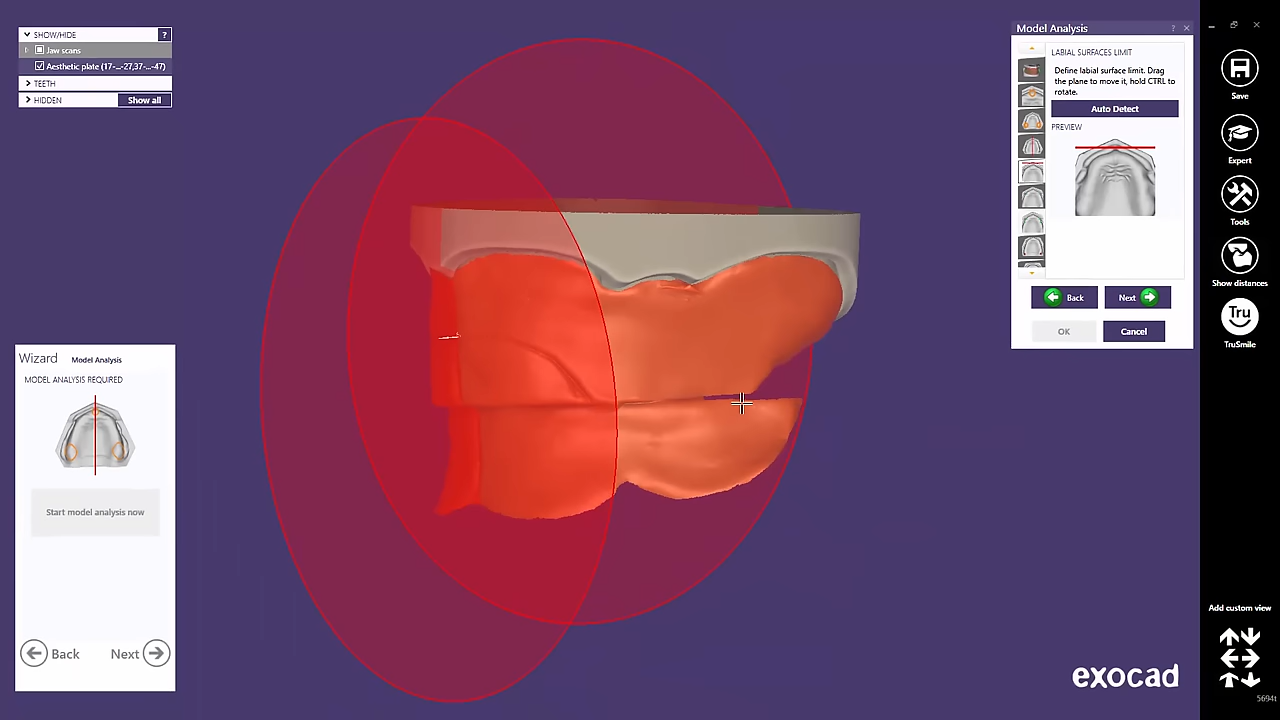 SHOW/HIDE
?
Jaw scans
Aesthetic plate (17-...-27,37-...-47)
TEETH
HIDDEN
Show all
Wizard
Model Analysis
MODEL ANALYSIS REQUIRED
Start model analysis now
Back
Next
Model Analysis
?
LABIAL SURFACES LIMIT
Define labial surface limit. Drag
the plane to move it, hold CTRL to
rotate.
Auto Detect
PREVIEW
Back
Next
OK
Cancel
Save
Expert
Tools
Show distances
Tru
TruSmile
Add custom view
exocad
5694t